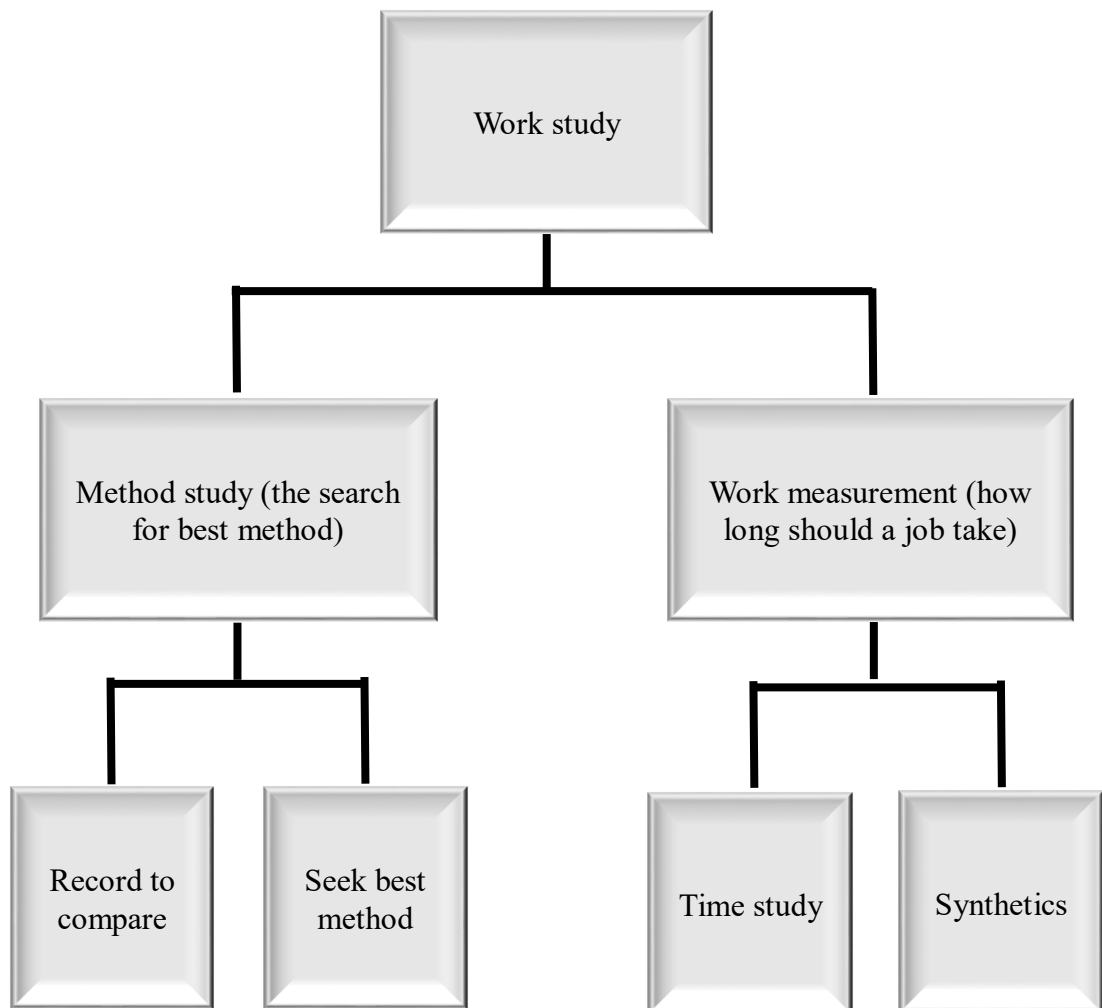 Work study
Method study (the search
for best method)
Work measurement (how
long should a job take)
Record to
compare
Seek best
method
Time study
Synthetics